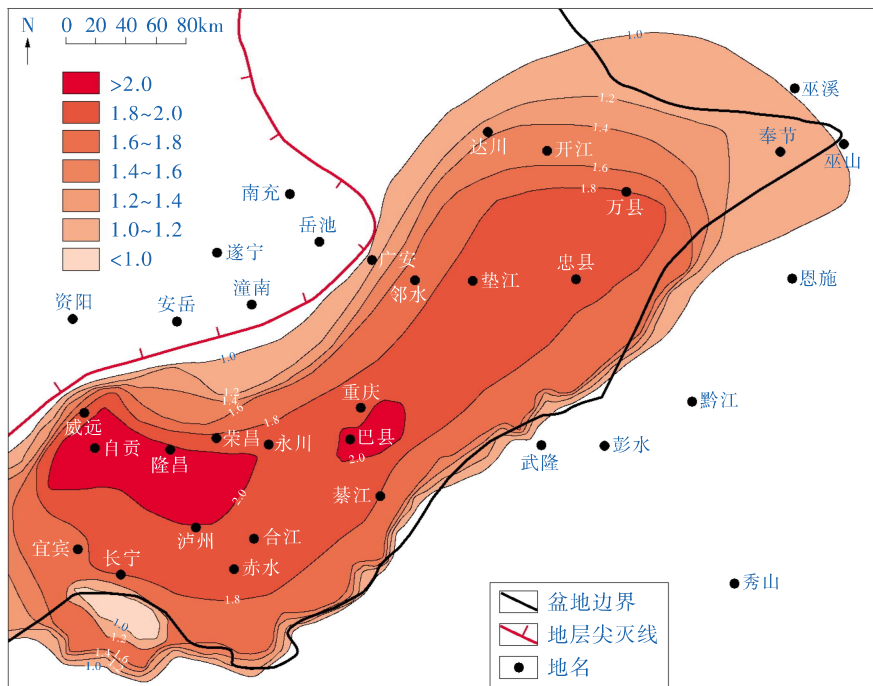 N
0 20 40 60 80km
>2.0
1.8~2.0
1.6~1.8
1.4~1.6
1.2~1.4
1.0~1.2
<1.0
1.0
巫溪
1.2
1.4
达川
开江
奉节
巫山
1.6
1.8
万县
南充
岳池
遂宁
广安
邻水
垫江
忠县
恩施
潼南
资阳
安岳
1.0
1.2
1.4
1.6
1.8
重庆
黔江
威远
自贡
隆昌
荣昌
永川
巴县
2.0
武隆
彭水
2.0
綦江
泸州
合江
宜宾
长宁
赤水
1.8
秀山
1.0
1.2
1.4
1.6
1.0
盆地边界
地层尖灭线
地名